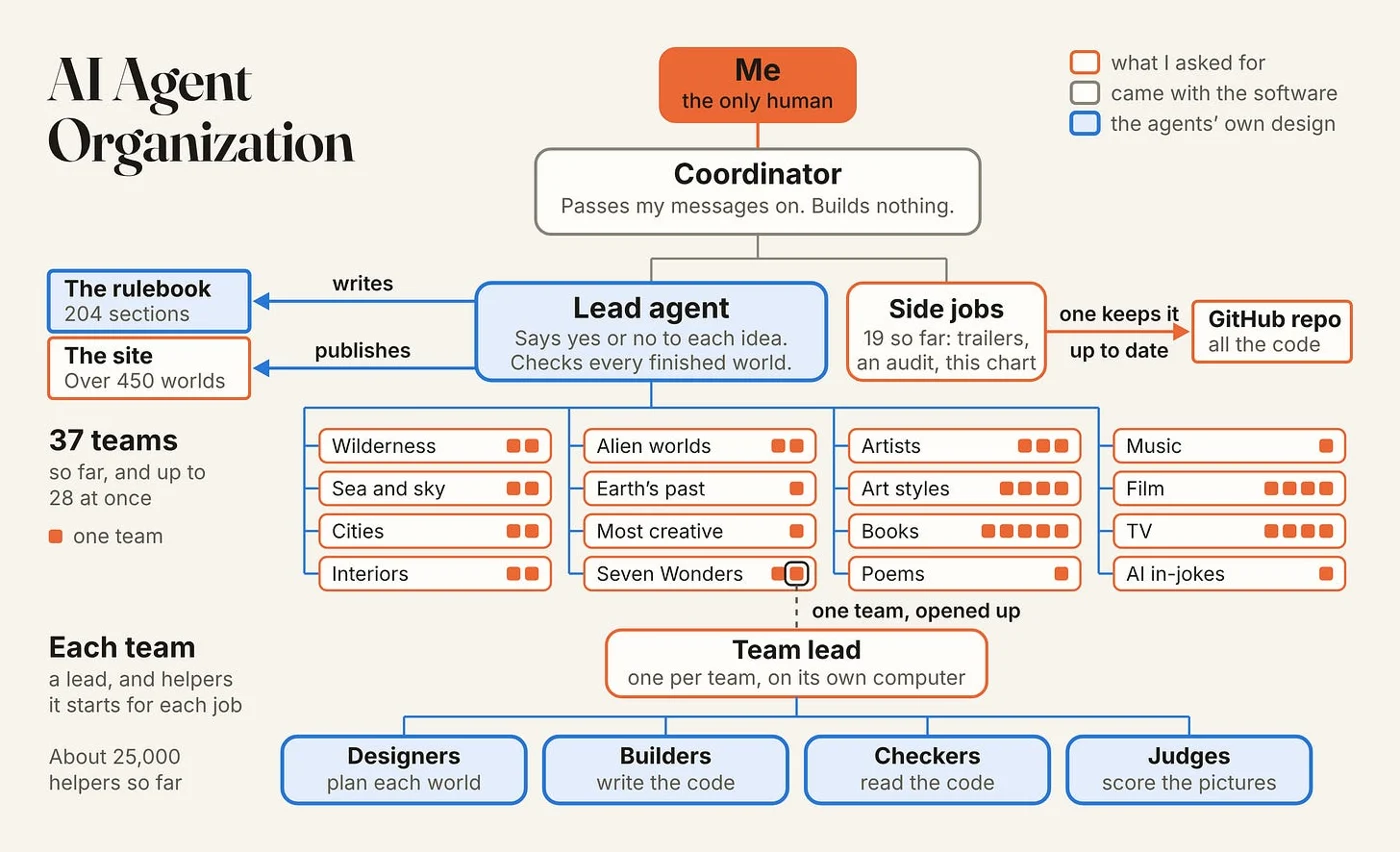 AI Agent
Organization
Me
the only human
what I asked for
came with the software
the agents’ own design
Coordinator
Passes my messages on. Builds nothing.
The rulebook
204 sections
writes
The site
Over 450 worlds
publishes
Lead agent
Says yes or no to each idea.
Checks every finished world.
Side jobs
19 so far: trailers,
an audit, this chart
one keeps it
up to date
GitHub repo
all the code
37 teams
so far, and up to
28 at once
one team
Wilderness
Sea and sky
Cities
Interiors
Alien worlds
Earth’s past
Most creative
Seven Wonders
Artists
Art styles
Books
Poems
Music
Film
TV
AI in-jokes
one team, opened up
Each team
a lead, and helpers
it starts for each job
About 25,000
helpers so far
Team lead
one per team, on its own computer
Designers
plan each world
Builders
write the code
Checkers
read the code
Judges
score the pictures